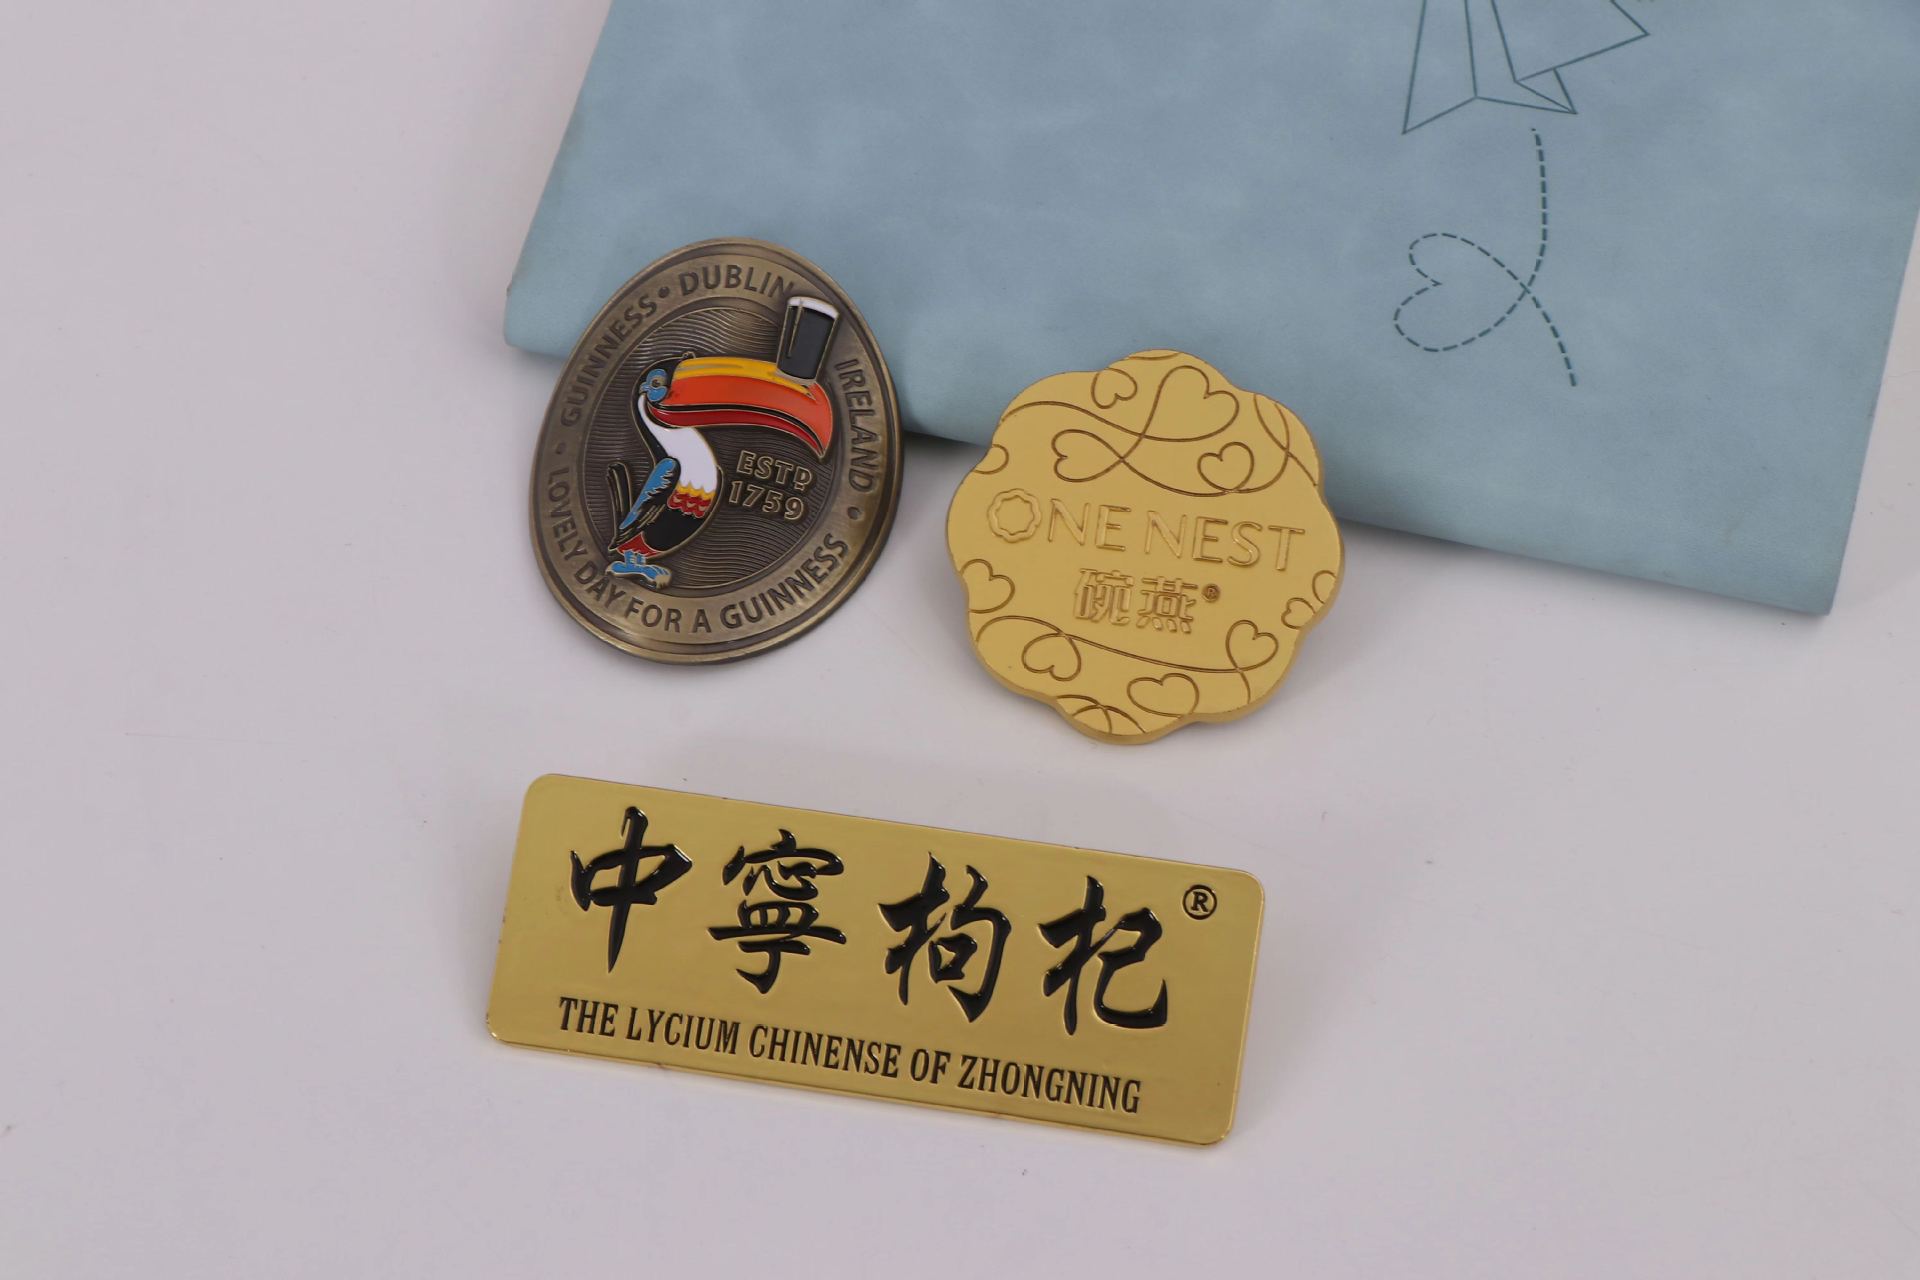 GUINNESS • DUBLIN IRELAND •
ESTD
1759
• LOVELY DAY FOR A GUINNESS
ONE NEST
碗燕®
中寧枸杞®
THE LYCIUM CHINENSE OF ZHONGNING